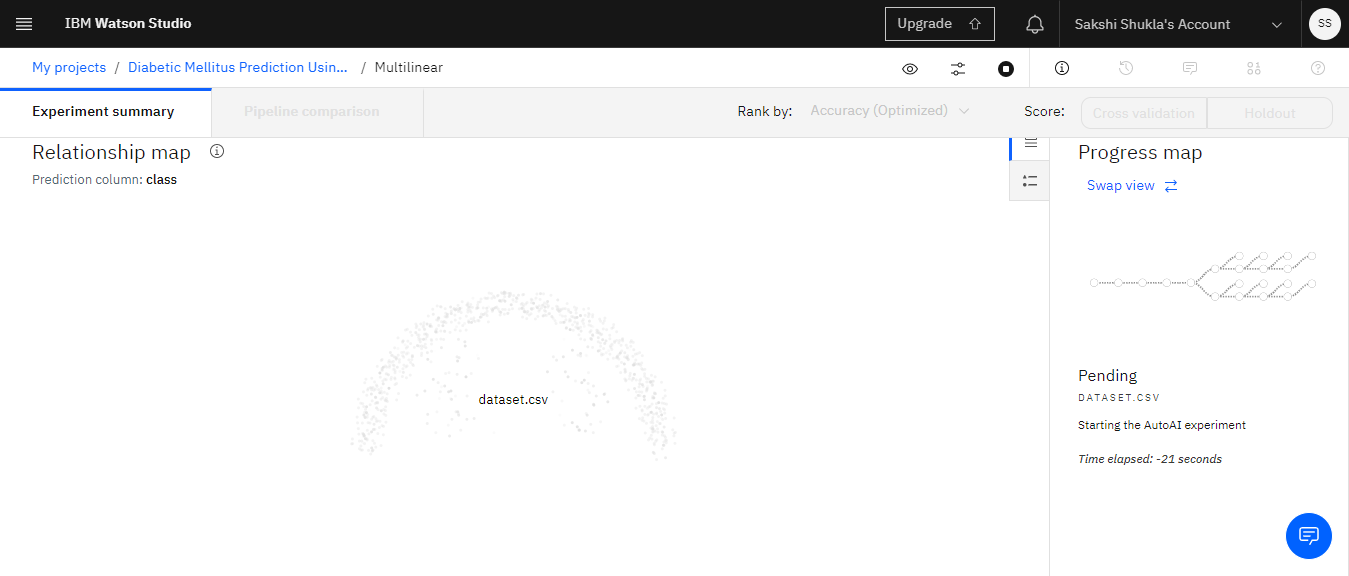 IBM Watson Studio
Upgrade
Sakshi Shukla's Account
SS
My projects / Diabetic Mellitus Prediction Usin... / Multilinear
Experiment summary
Pipeline comparison
Rank by: Accuracy (Optimized)
Score: Cross validation Holdout
Relationship map
Prediction column: class
dataset.csv
Progress map
Swap view
Pending
DATASET.CSV
Starting the AutoAI experiment
Time elapsed: -21 seconds